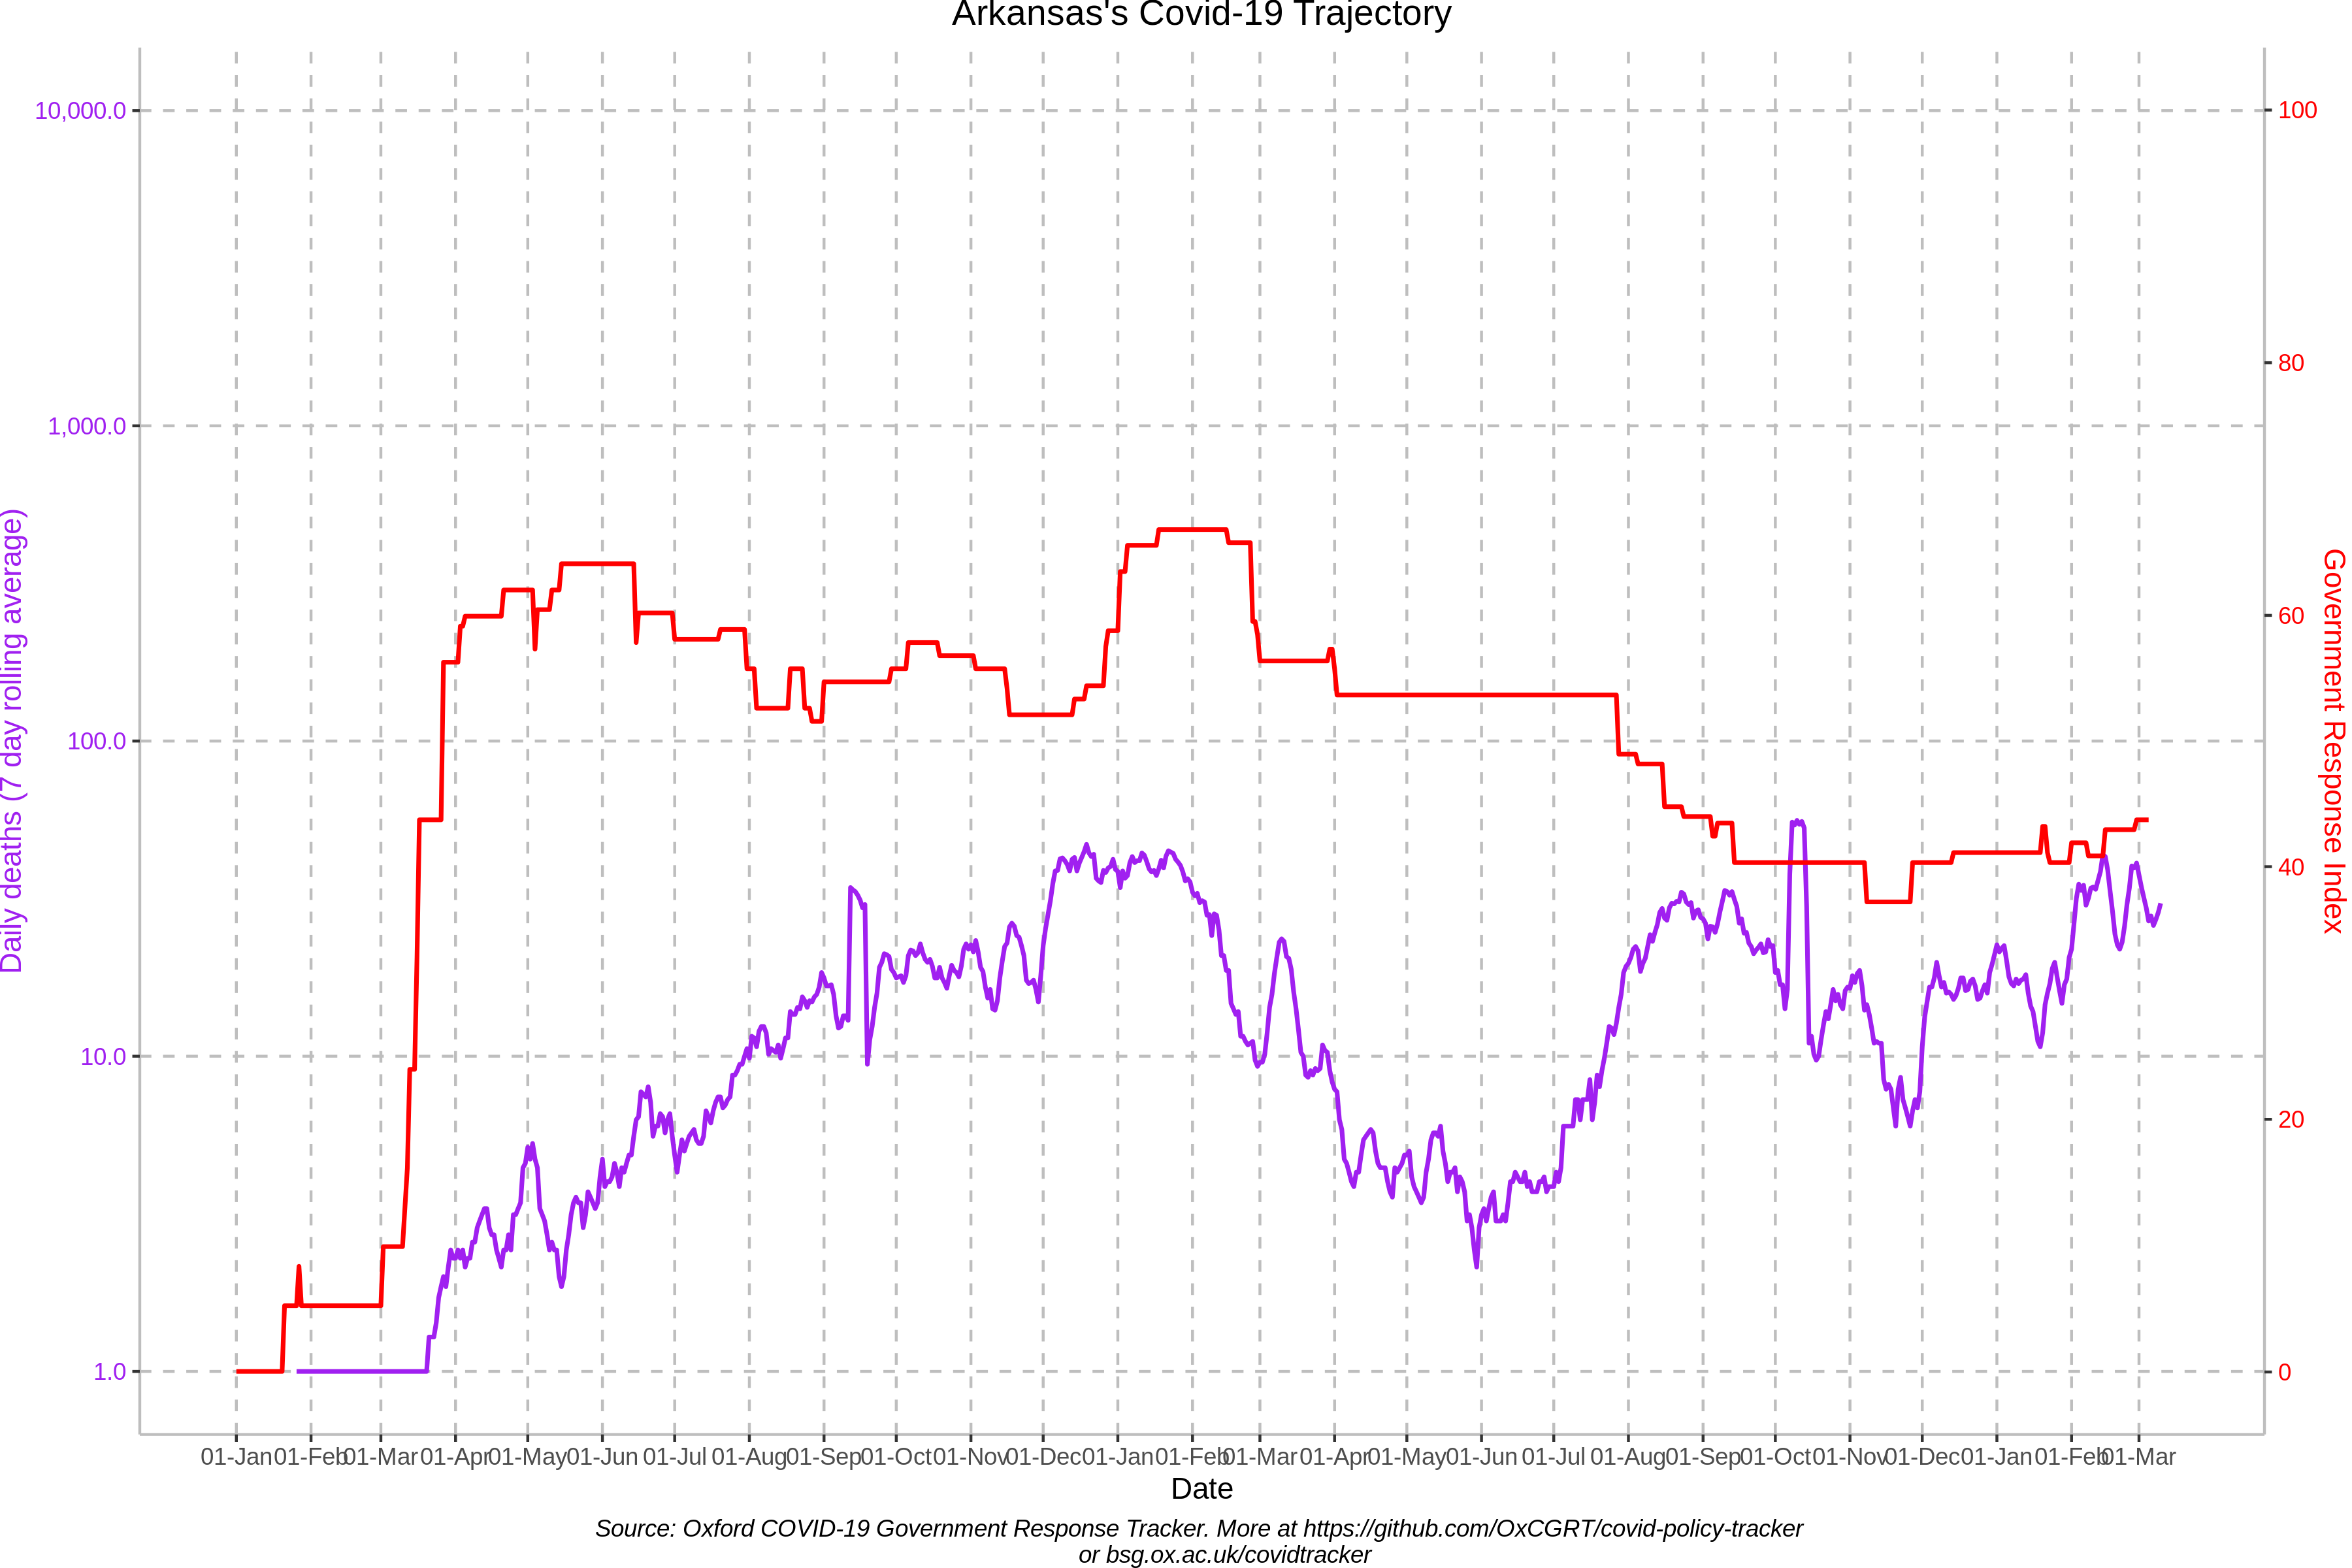 Arkansas's Covid-19 Trajectory
10,000.0
1,000.0
100.0
10.0
1.0
Daily deaths (7 day rolling average)
100
80
60
40
20
0
Government Response Index
01-Jan 01-Feb 01-Mar 01-Apr 01-May 01-Jun 01-Jul 01-Aug 01-Sep 01-Oct 01-Nov 01-Dec 01-Jan 01-Feb 01-Mar 01-Apr 01-May 01-Jun 01-Jul 01-Aug 01-Sep 01-Oct 01-Nov 01-Dec 01-Jan 01-Feb 01-Mar
Date
Source: Oxford COVID-19 Government Response Tracker. More at https://github.com/OxCGRT/covid-policy-tracker
or bsg.ox.ac.uk/covidtracker